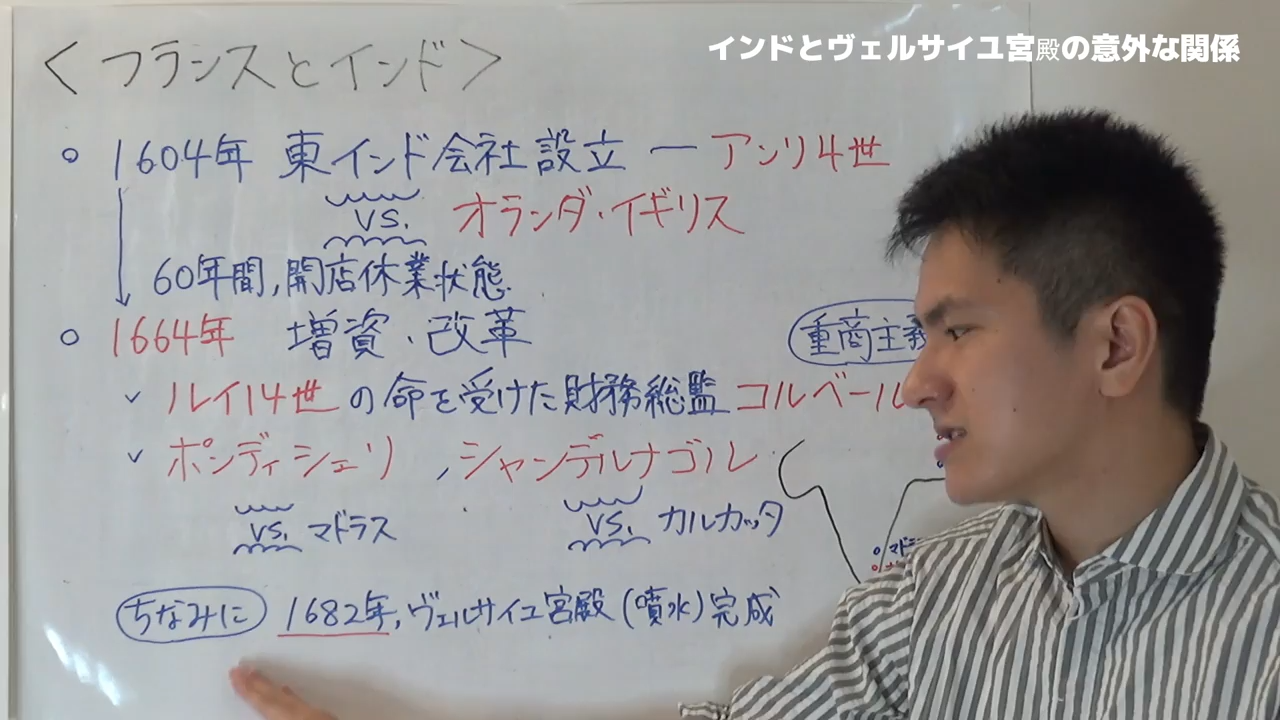 インドとヴェルサイユ宮殿の意外な関係
<フランスとインド>
○ 1604年 東インド会社設立 ー アンリ4世
vs. オランダ・イギリス
60年間,開店休業状態.
○ 1664年 増資・改革
重商主義
✓ ルイ14世の命を受けた財務総監コルベール
✓ ポンディシェリ,シャンデルナゴル
vs. マドラス vs. カルカッタ
マドラ
ちなみに 1682年,ヴェルサイユ宮殿(噴水)完成